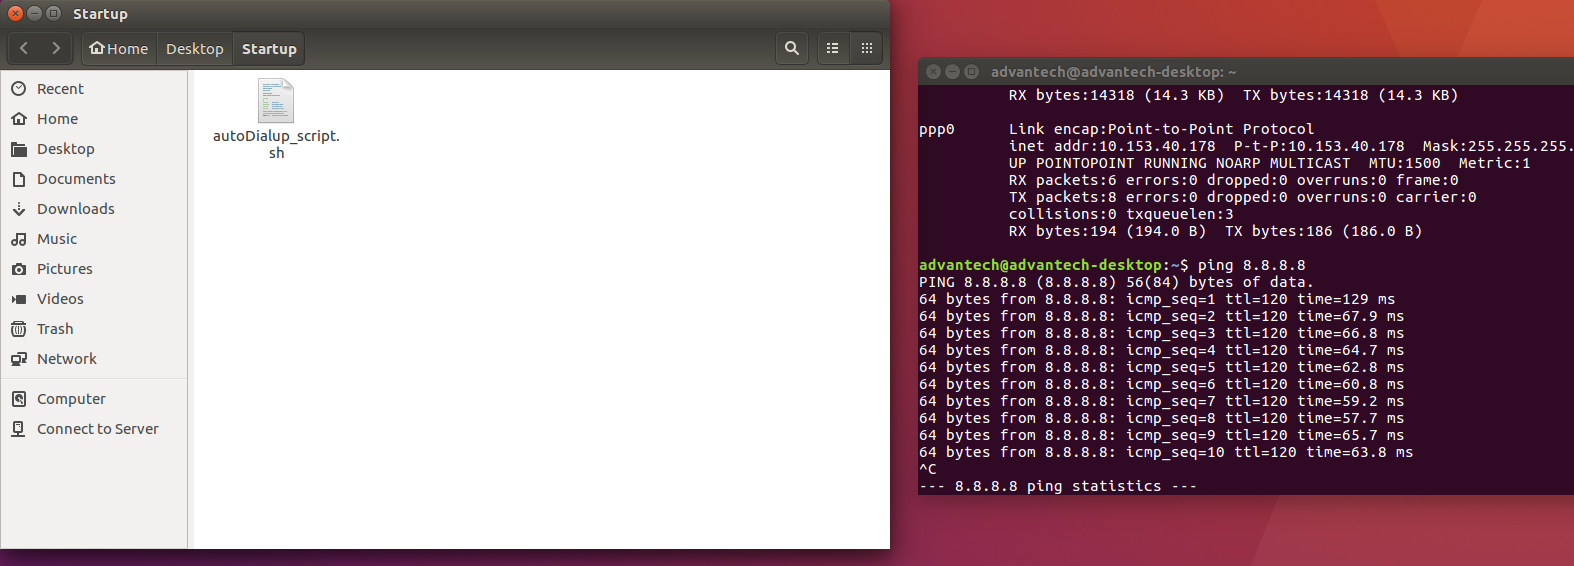 Startup
Home
Desktop
Startup
Recent
Home
Desktop
Documents
Downloads
Music
Pictures
Videos
Trash
Network
Computer
Connect to Server
autoDialup_script.
sh
advantech@advantech-desktop: ~
RX bytes:14318 (14.3 KB)  TX bytes:14318 (14.3 KB)
ppp0      Link encap:Point-to-Point Protocol
inet addr:10.153.40.178  P-t-P:10.153.40.178  Mask:255.255.255.
UP POINTOPOINT RUNNING NOARP MULTICAST  MTU:1500  Metric:1
RX packets:6 errors:0 dropped:0 overruns:0 frame:0
TX packets:8 errors:0 dropped:0 overruns:0 carrier:0
collisions:0 txqueuelen:3
RX bytes:194 (194.0 B)  TX bytes:186 (186.0 B)
advantech@advantech-desktop:~$ ping 8.8.8.8
PING 8.8.8.8 (8.8.8.8) 56(84) bytes of data.
64 bytes from 8.8.8.8: icmp_seq=1 ttl=120 time=129 ms
64 bytes from 8.8.8.8: icmp_seq=2 ttl=120 time=67.9 ms
64 bytes from 8.8.8.8: icmp_seq=3 ttl=120 time=66.8 ms
64 bytes from 8.8.8.8: icmp_seq=4 ttl=120 time=64.7 ms
64 bytes from 8.8.8.8: icmp_seq=5 ttl=120 time=62.8 ms
64 bytes from 8.8.8.8: icmp_seq=6 ttl=120 time=60.8 ms
64 bytes from 8.8.8.8: icmp_seq=7 ttl=120 time=59.2 ms
64 bytes from 8.8.8.8: icmp_seq=8 ttl=120 time=57.7 ms
64 bytes from 8.8.8.8: icmp_seq=9 ttl=120 time=65.7 ms
64 bytes from 8.8.8.8: icmp_seq=10 ttl=120 time=63.8 ms
^C
--- 8.8.8.8 ping statistics ---